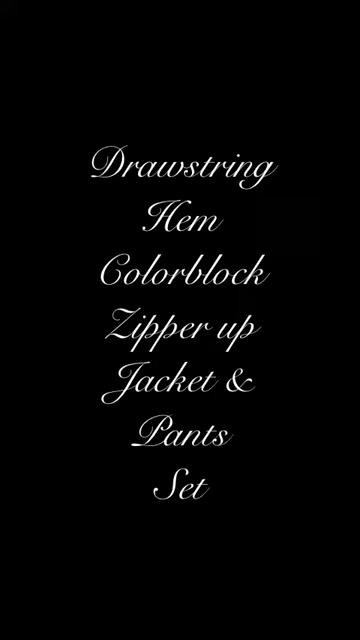 Drawstring
Hem
Colorblock
Zipper up
Jacket &
Pants
Set